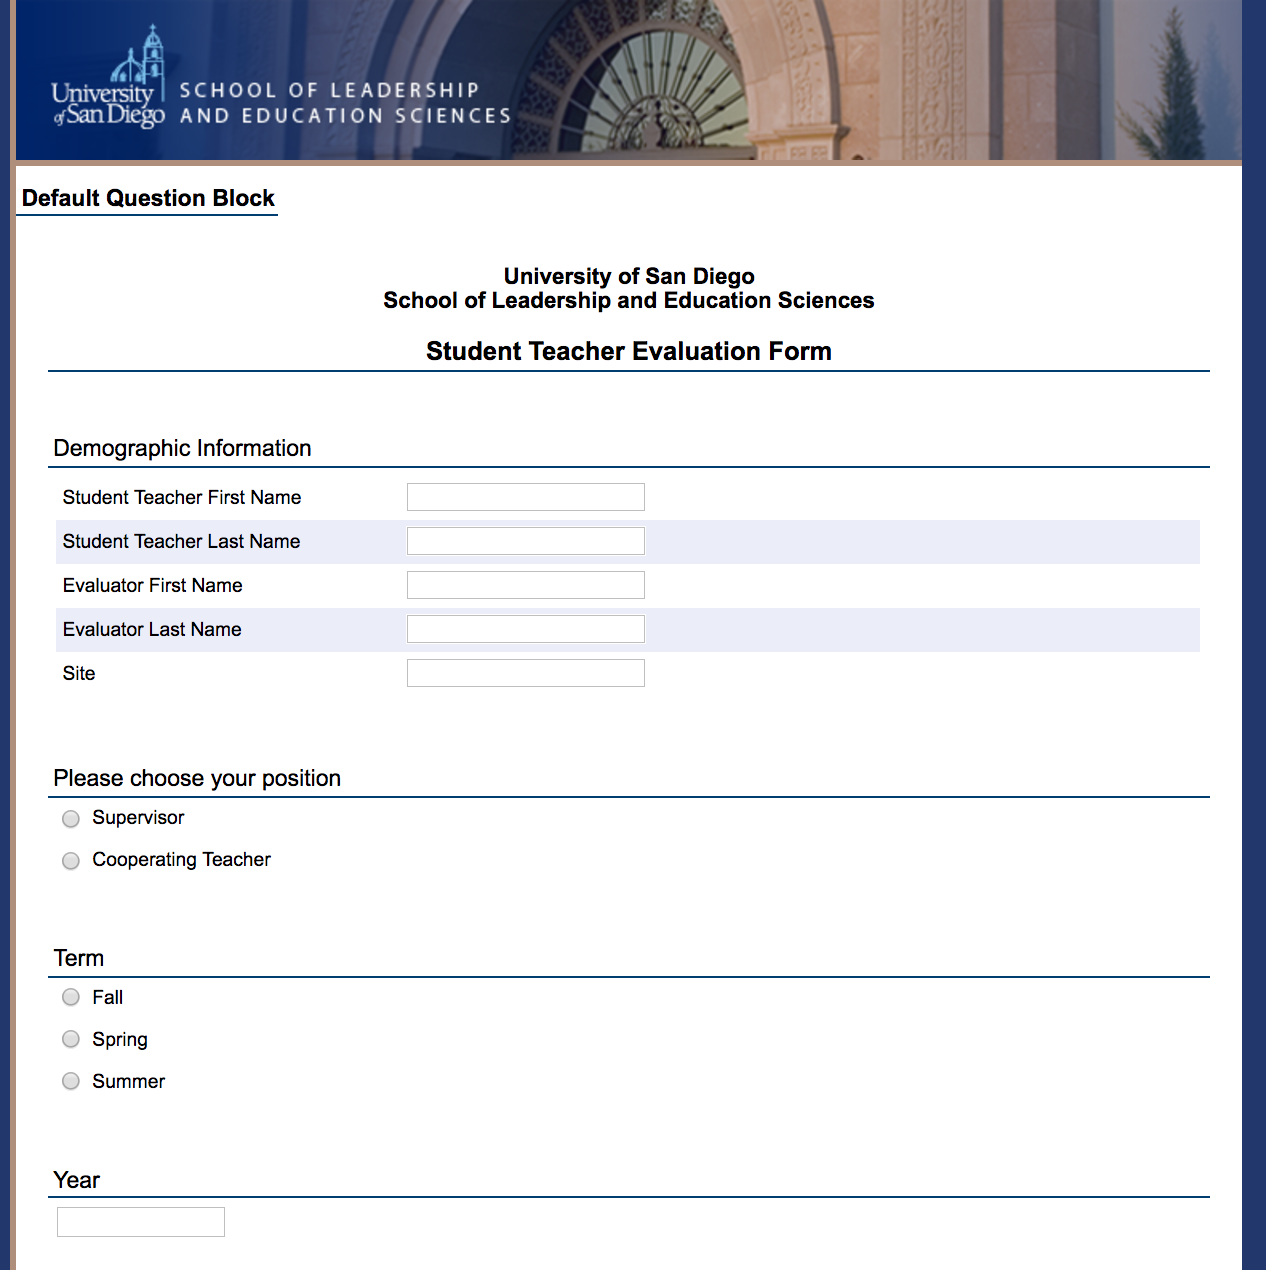 University
of San Diego
SCHOOL OF LEADERSHIP
AND EDUCATION SCIENCES
Default Question Block
University of San Diego
School of Leadership and Education Sciences
Student Teacher Evaluation Form
Demographic Information
Student Teacher First Name
Student Teacher Last Name
Evaluator First Name
Evaluator Last Name
Site
Please choose your position
Supervisor
Cooperating Teacher
Term
Fall
Spring
Summer
Year